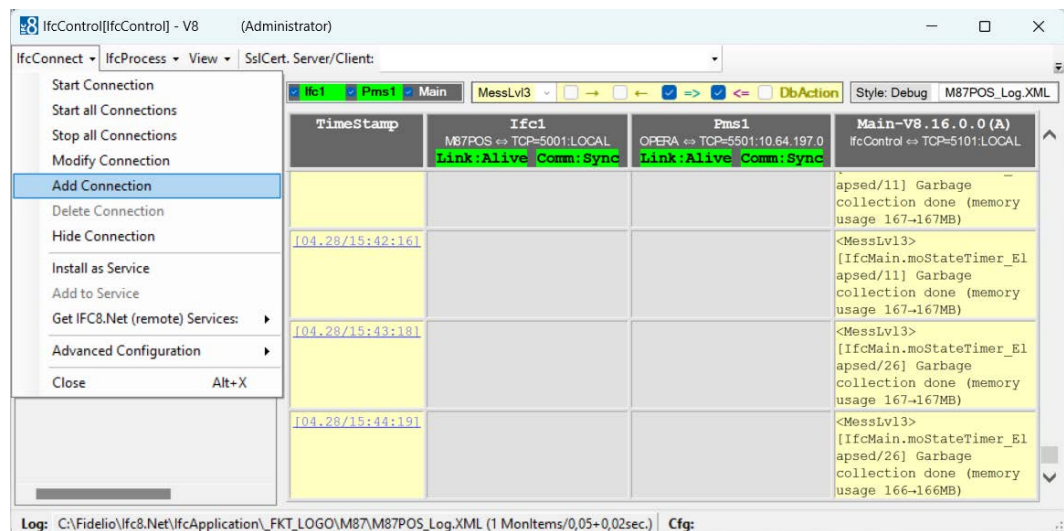 IfcControl[IfcControl] - V8 (Administrator)
IfcConnect IfcProcess View SslCert. Server/Client:
Start Connection
Start all Connections
Stop all Connections
Modify Connection
Add Connection
Delete Connection
Hide Connection
Install as Service
Add to Service
Get IFC8.Net (remote) Services:
Advanced Configuration
Close Alt+X
Ifc1 Pms1 Main MessLvl3 → ← => <= DbAction Style: Debug M87POS_Log.XML
TimeStamp Ifc1 Pms1 Main-V8.16.0.0(A)
M87POS ⇔ TCP=5001:LOCAL OPERA ⇔ TCP=5501:10.64.197.0 IfcControl ⇔ TCP=5101:LOCAL
Link:Alive Comm:Sync Link:Alive Comm:Sync
apsed/11] Garbage
collection done (memory
usage 167→167MB)
[04.28/15:42:16] <MessLvl3>
[IfcMain.moStateTimer_El
apsed/11] Garbage
collection done (memory
usage 167→167MB)
[04.28/15:43:18] <MessLvl3>
[IfcMain.moStateTimer_El
apsed/26] Garbage
collection done (memory
usage 167→167MB)
[04.28/15:44:19] <MessLvl3>
[IfcMain.moStateTimer_El
apsed/26] Garbage
collection done (memory
usage 166→166MB)
Log: C:\Fidelio\Ifc8.Net\IfcApplication\_FKT_LOGO\M87\M87POS_Log.XML (1 MonItems/0,05+0,02sec.) Cfg: